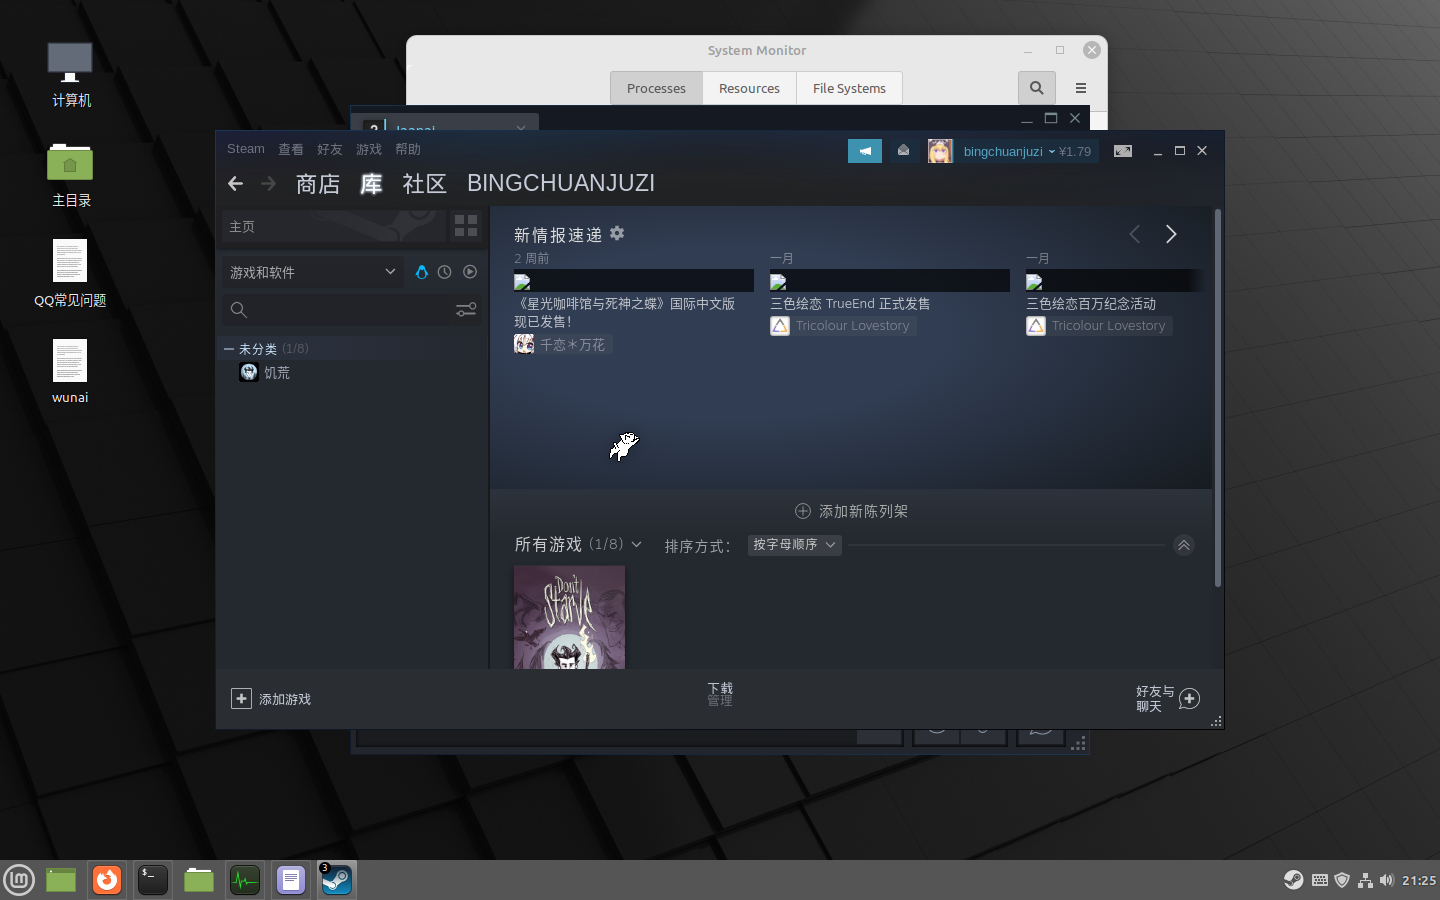 计算机
主目录
QQ常见问题
wunai
System Monitor
Processes
Resources
File Systems
Steam
查看
好友
游戏
帮助
bingchuanjuzi
¥1.79
商店
库
社区
BINGCHUANJUZI
主页
游戏和软件
未分类 (1/8)
饥荒
新情报速递
2 周前
《星光咖啡馆与死神之蝶》国际中文版
现已发售！
千恋＊万花
一月
三色绘恋 TrueEnd 正式发售
Tricolour Lovestory
一月
三色绘恋百万纪念活动
Tricolour Lovestory
添加新陈列架
所有游戏 (1/8)
排序方式：
按字母顺序
Don't
Starve
添加游戏
下载
管理
好友与
聊天
$_
3
lm
21:25